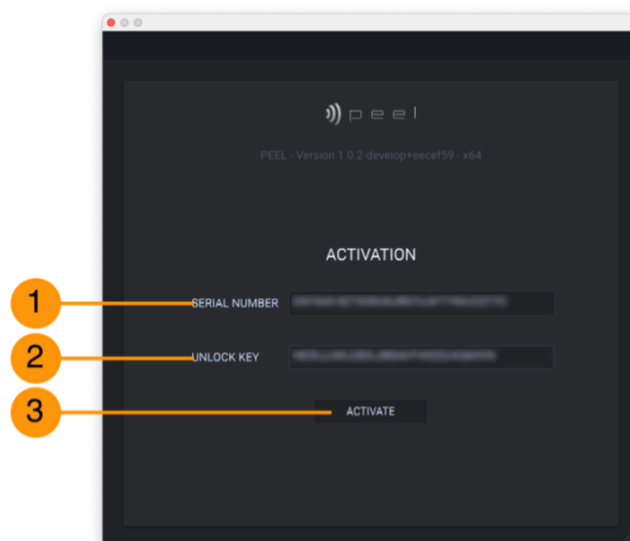 peel
PEEL - Version 1.0.2-develop+eecef59 - x64
ACTIVATION
1
SERIAL NUMBER
2
UNLOCK KEY
3
ACTIVATE